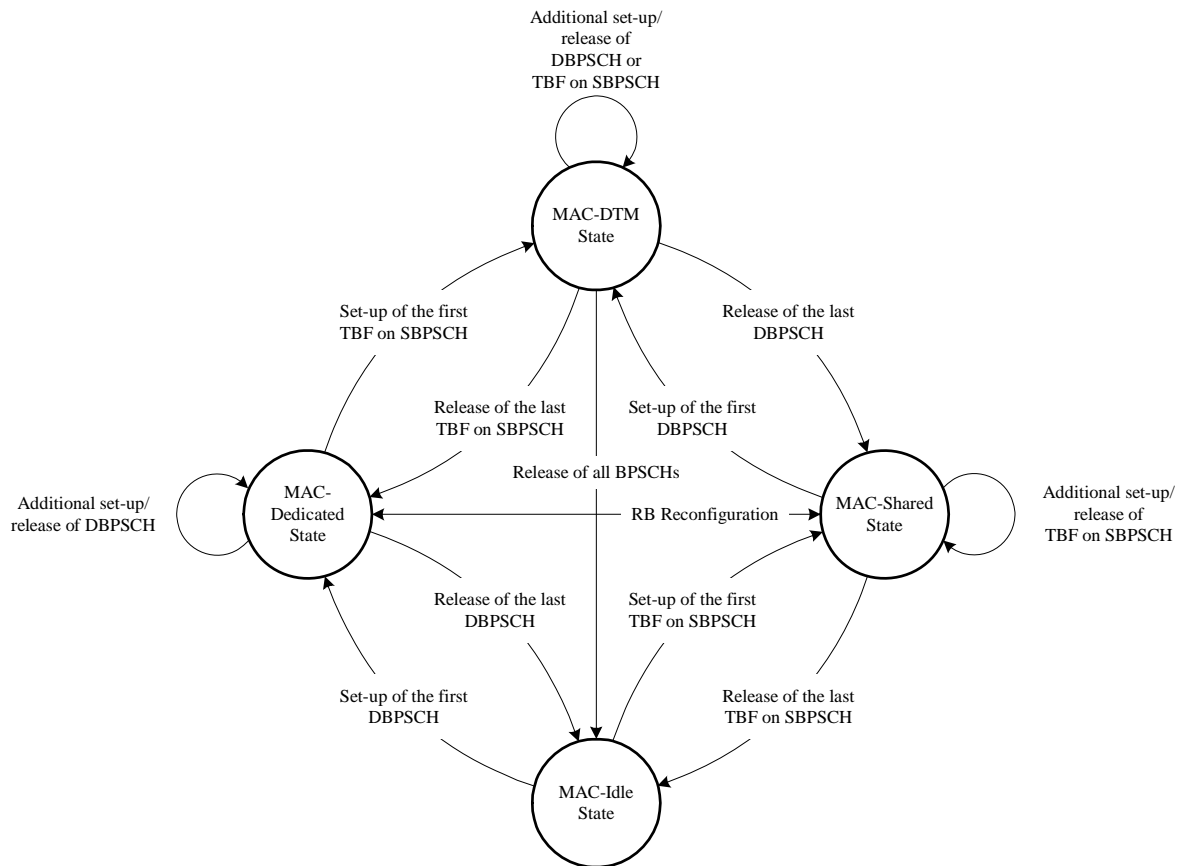 Additional set-up/
release of
DBPSCH or
TBF on SBPSCH
MAC-DTM
State
Set-up of the first
TBF on SBPSCH
Release of the last
DBPSCH
Release of the last
TBF on SBPSCH
Set-up of the first
DBPSCH
Release of all BPSCHs
Additional set-up/
release of DBPSCH
MAC-
Dedicated
State
RB Reconfiguration
MAC-Shared
State
Additional set-up/
release of
TBF on SBPSCH
Release of the last
DBPSCH
Set-up of the first
TBF on SBPSCH
Set-up of the first
DBPSCH
Release of the last
TBF on SBPSCH
MAC-Idle
State